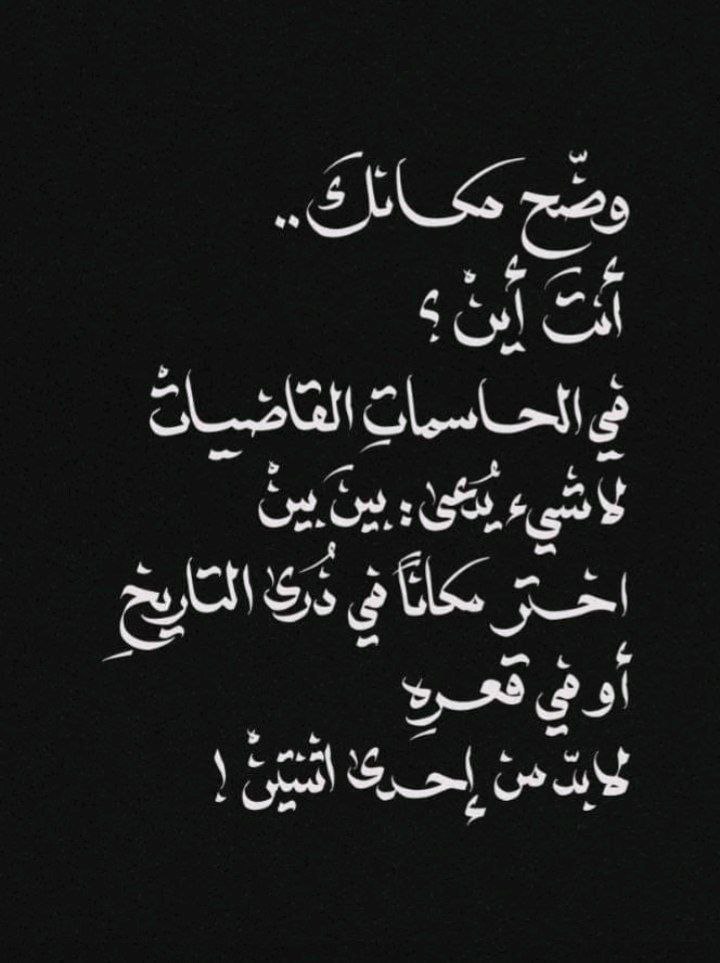 وضّح مكانكَ..
أنتَ أينْ ؟
في الحاسماتِ القاضياتْ
لا شيء يُدعى: بينَ بينْ
اختر مكاناً في ذُرى التاريخِ
أو في قعرِهِ
لابدّ من إحدى اثنتينْ !